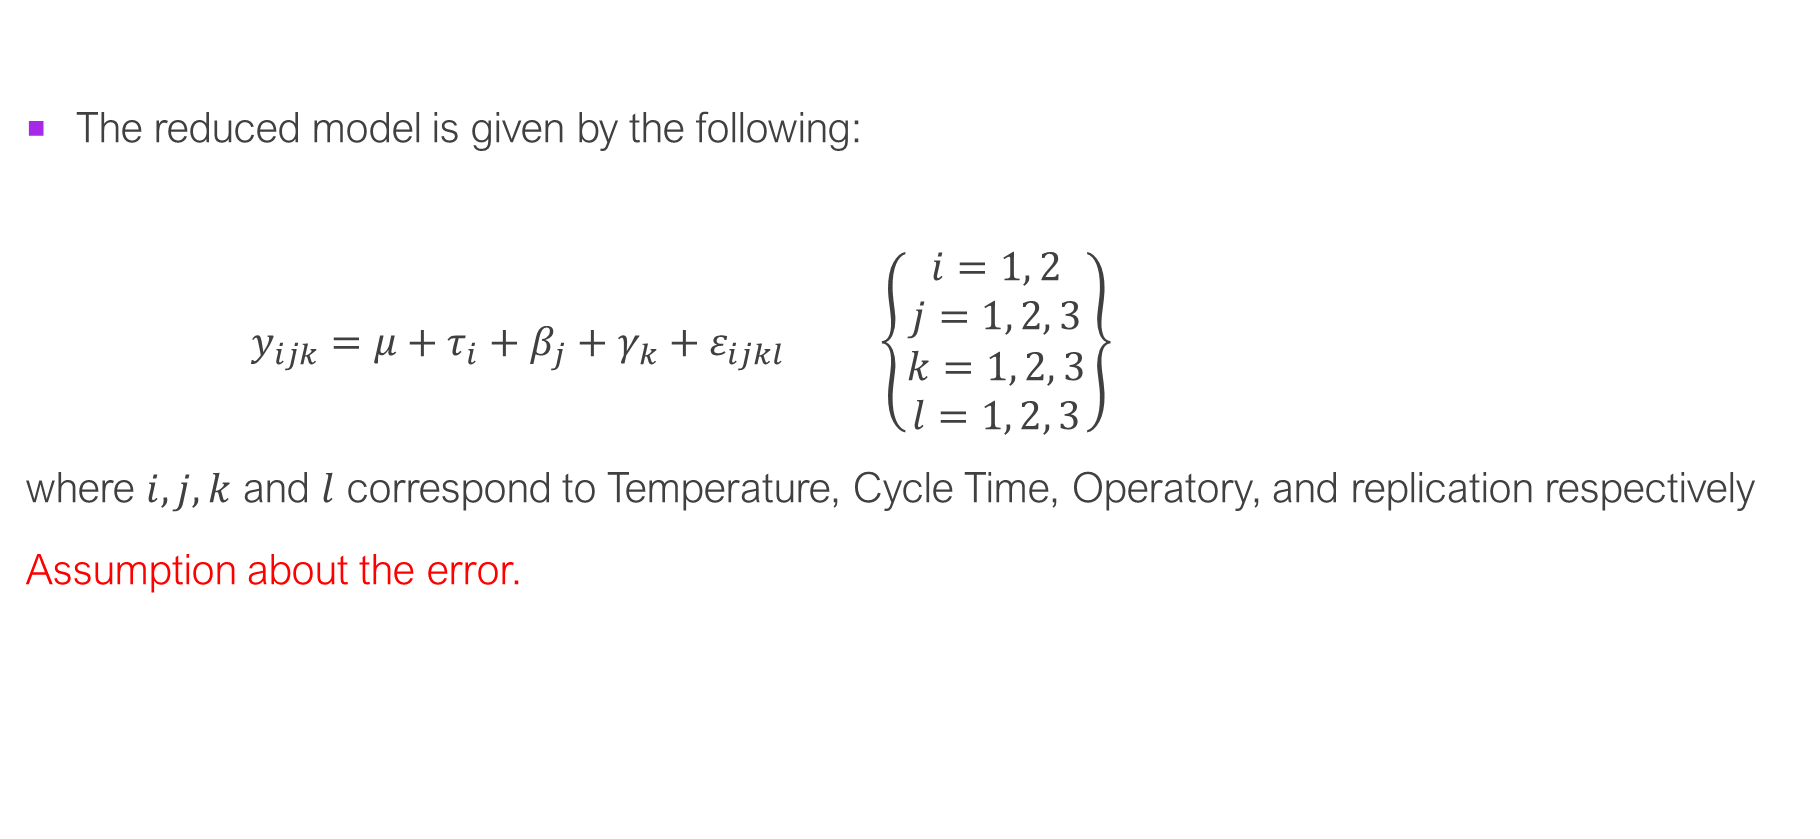 ▪ The reduced model is given by the following:
i = 1, 2
j = 1, 2, 3
y_{ijk} = μ + τ_i + β_j + γ_k + ε_{ijkl}
k = 1, 2, 3
l = 1, 2, 3
where i, j, k and l correspond to Temperature, Cycle Time, Operatory, and replication respectively
Assumption about the error.